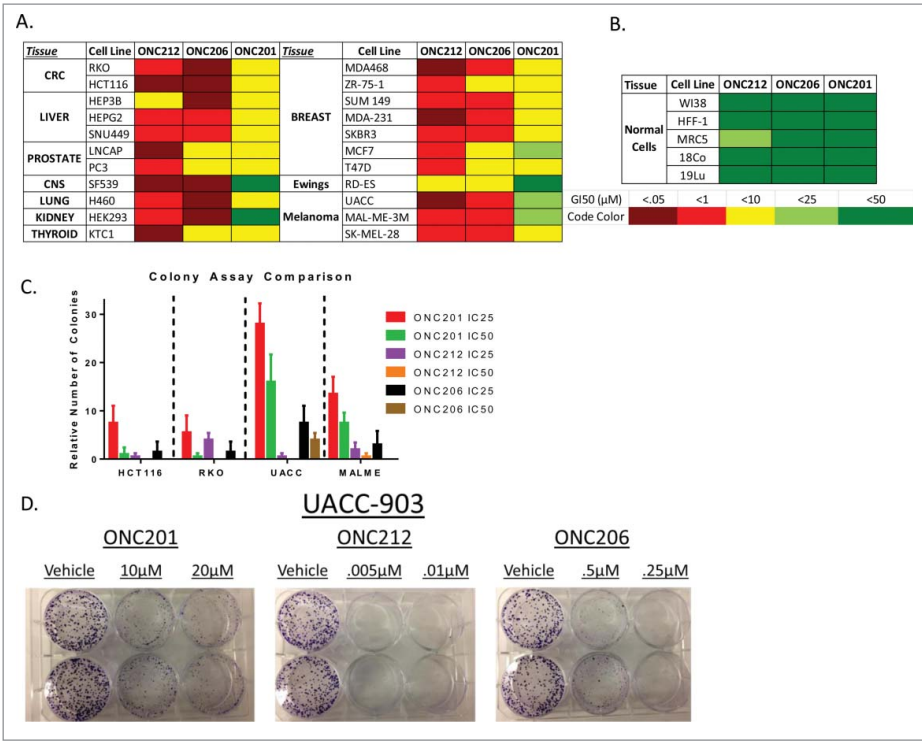 A.
Tissue Cell Line ONC212 ONC206 ONC201 Tissue Cell Line ONC212 ONC206 ONC201
CRC RKO BREAST MDA468
HCT116 ZR-75-1
LIVER HEP3B SUM 149
HEPG2 MDA-231
SNU449 SKBR3
PROSTATE LNCAP MCF7
PC3 T47D
CNS SF539 Ewings RD-ES
LUNG H460 Melanoma UACC
KIDNEY HEK293 MAL-ME-3M
THYROID KTC1 SK-MEL-28
B.
Tissue Cell Line ONC212 ONC206 ONC201
Normal Cells WI38
HFF-1
MRC5
18Co
19Lu
GI50 (μM) <.05 <1 <10 <25 <50
Code Color
C.
Colony Assay Comparison
Relative Number of Colonies
30
20
10
0
HCT116 RKO UACC MALME
ONC201 IC25
ONC201 IC50
ONC212 IC25
ONC212 IC50
ONC206 IC25
ONC206 IC50
D.
UACC-903
ONC201 ONC212 ONC206
Vehicle 10μM 20μM Vehicle .005μM .01μM Vehicle .5μM .25μM